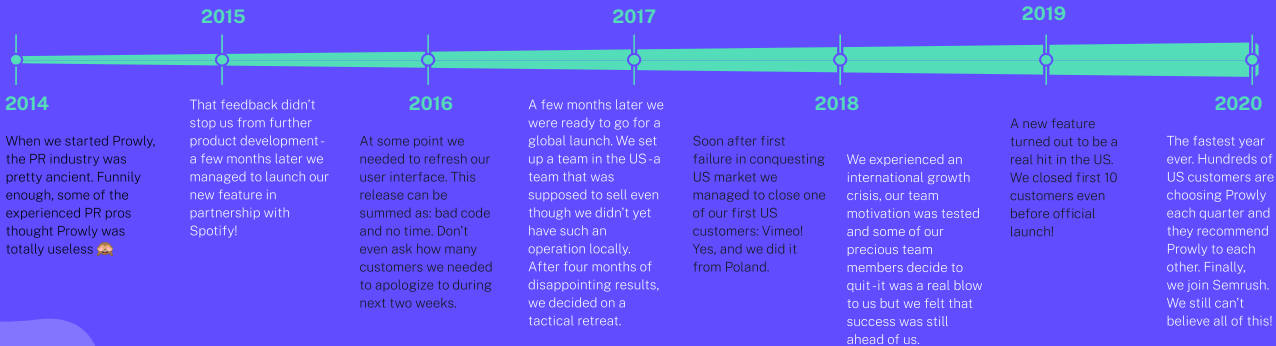 2014
When we started Prowly,
the PR industry was
pretty ancient. Funnily
enough, some of the
experienced PR pros
thought Prowly was
totally useless 🙈
2015
That feedback didn't
stop us from further
product development -
a few months later we
managed to launch our
new feature in
partnership with
Spotify!
2016
At some point we
needed to refresh our
user interface. This
release can be
summed as: bad code
and no time. Don't
even ask how many
customers we needed
to apologize to during
next two weeks.
2017
A few months later we
were ready to go for a
global launch. We set
up a team in the US - a
team that was
supposed to sell even
though we didn't yet
have such an
operation locally.
After four months of
disappointing results,
we decided on a
tactical retreat.
2018
Soon after first
failure in conquesting
US market we
managed to close one
of our first US
customers: Vimeo!
Yes, and we did it
from Poland.
We experienced an
international growth
crisis, our team
motivation was tested
and some of our
precious team
members decide to
quit - it was a real blow
to us but we felt that
success was still
ahead of us.
2019
A new feature
turned out to be a
real hit in the US.
We closed first 10
customers even
before official
launch!
2020
The fastest year
ever. Hundreds of
US customers are
choosing Prowly
each quarter and
they recommend
Prowly to each
other. Finally,
we join Semrush.
We still can't
believe all of this!